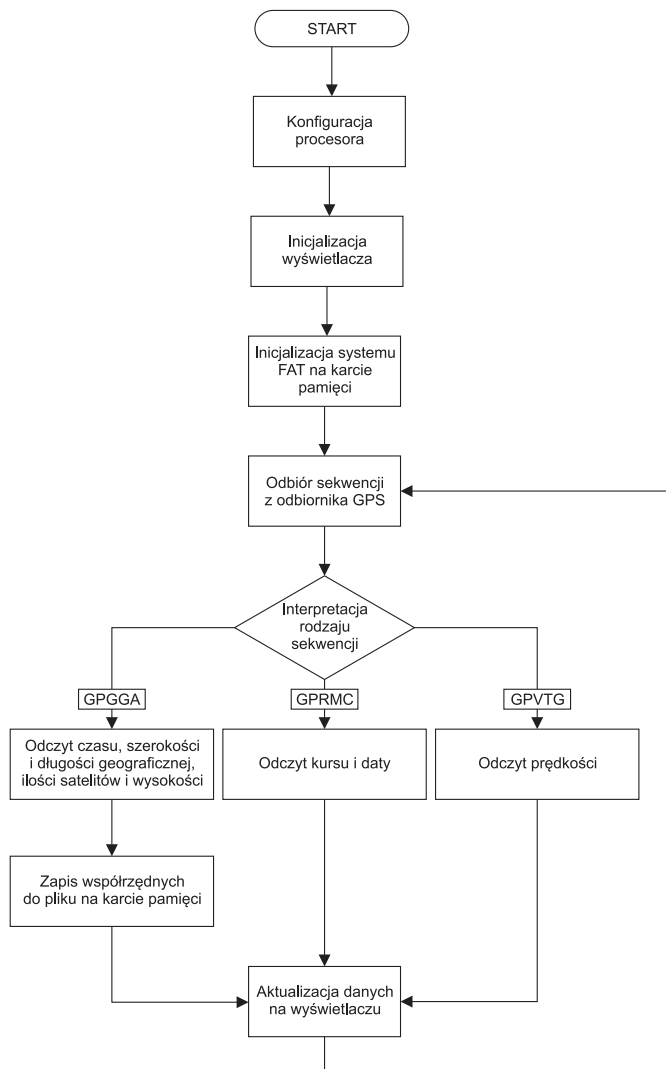 START
Konfiguracja
procesora
Inicjalizacja
wyświetlacza
Inicjalizacja systemu
FAT na karcie
pamięci
Odbiór sekwencji
z odbiornika GPS
Interpretacja
rodzaju
sekwencji
GPGGA
GPRMC
GPVTG
Odczyt czasu, szerokości
i długości geograficznej,
ilości satelitów i wysokości
Odczyt kursu i daty
Odczyt prędkości
Zapis współrzędnych
do pliku na karcie pamięci
Aktualizacja danych
na wyświetlaczu